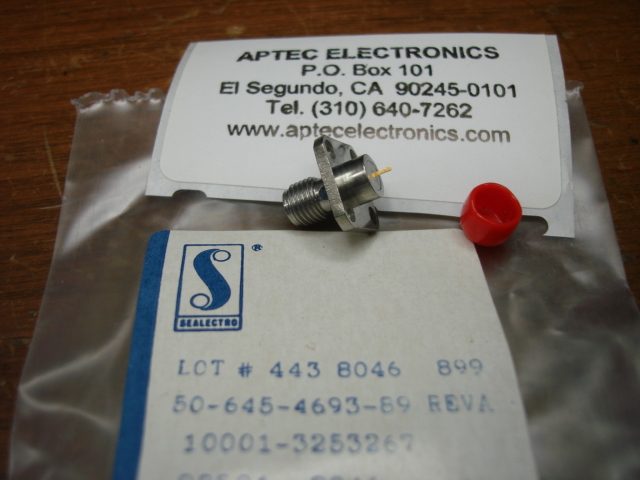 APTEC ELECTRONICS
P.O. Box 101
El Segundo, CA 90245-0101
Tel. (310) 640-7262
www.aptecelectronics.com
S ®
SEALECTRO
LOT # 443 8046 899
50-645-4693-89 REVA
10001-3253267